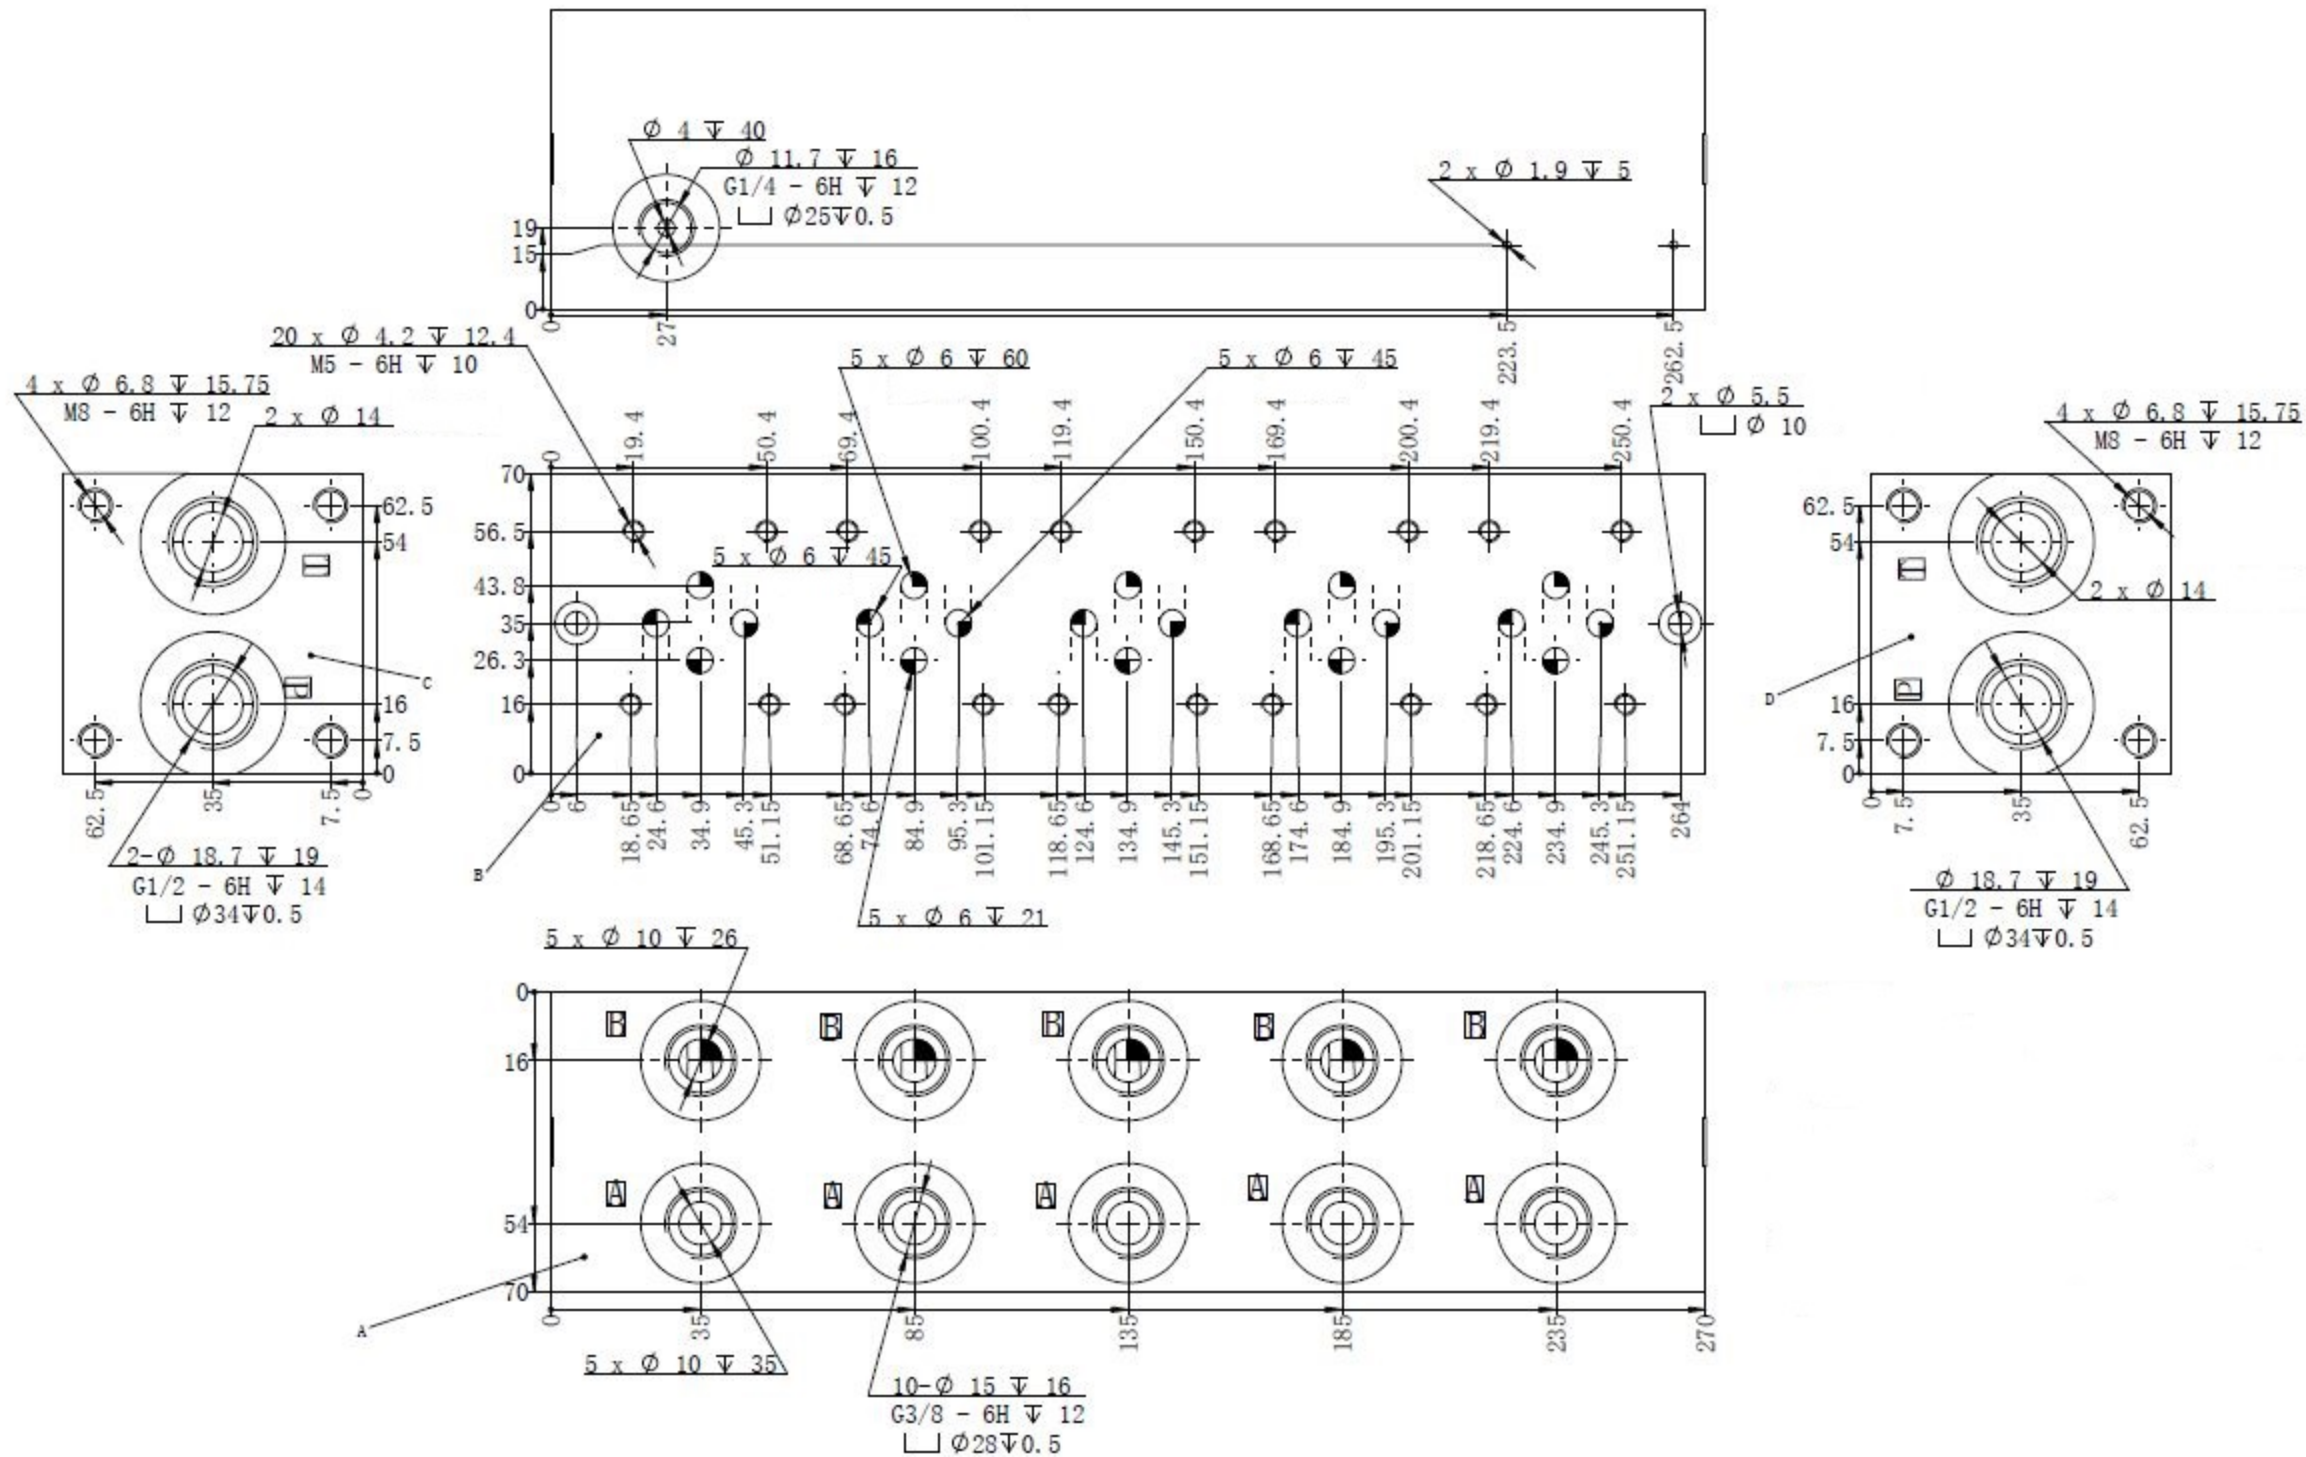 Ø 4 ↧ 40
Ø 11.7 ↧ 16
G1/4 - 6H ↧ 12
⌴ Ø25↧0.5
2 x Ø 1.9 ↧ 5
19
15
0
0
27
223.5
262.5
20 x Ø 4.2 ↧ 12.4
M5 - 6H ↧ 10
5 x Ø 6 ↧ 60
5 x Ø 6 ↧ 45
4 x Ø 6.8 ↧ 15.75
M8 - 6H ↧ 12
2 x Ø 14
62.5
54
16
7.5
0
T
P
C
62.5
35
7.5
0
2-Ø 18.7 ↧ 19
G1/2 - 6H ↧ 14
⌴ Ø34↧0.5
0
19.4
50.4
69.4
100.4
119.4
150.4
169.4
200.4
219.4
250.4
2 x Ø 5.5
⌴ Ø 10
5 x Ø 6 ↧ 45
70
56.5
43.8
35
26.3
16
0
0
6
18.65
24.6
34.9
45.3
51.15
68.65
74.6
84.9
95.3
101.15
118.65
124.6
134.9
145.3
151.15
168.65
174.6
184.9
195.3
201.15
218.65
224.6
234.9
245.3
251.15
264
B
5 x Ø 6 ↧ 21
4 x Ø 6.8 ↧ 15.75
M8 - 6H ↧ 12
62.5
54
16
7.5
0
T
P
2 x Ø 14
D
0
7.5
35
62.5
Ø 18.7 ↧ 19
G1/2 - 6H ↧ 14
⌴ Ø34↧0.5
5 x Ø 10 ↧ 26
0
16
54
70
B
B
B
B
B
A
A
A
A
A
A
0
35
85
135
185
235
270
5 x Ø 10 ↧ 35
10-Ø 15 ↧ 16
G3/8 - 6H ↧ 12
⌴ Ø28↧0.5